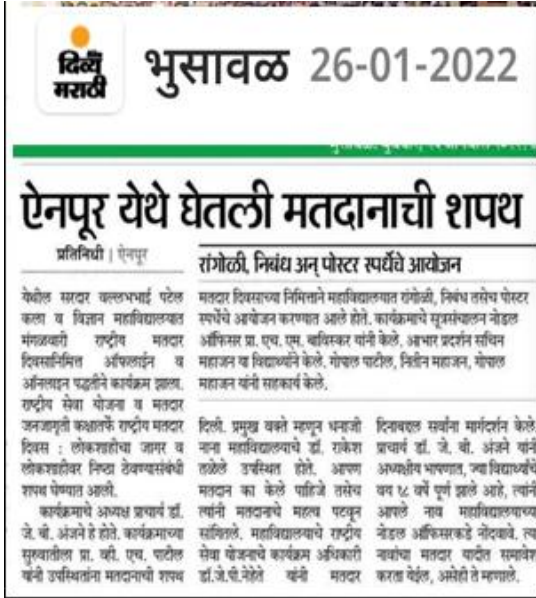 दिव्य
मराठी
भुसावळ 26-01-2022
ऐनपूर येथे घेतली मतदानाची शपथ
प्रतिनिधी | ऐनपूर
येथील सरदार वल्लभभाई पटेल
कला व विज्ञान महाविद्यालयात
मंगळवारी राष्ट्रीय मतदार
दिवसानिमित्त ऑफलाईन व
ऑनलाइन पद्धतीने कार्यक्रम झाला.
राष्ट्रीय सेवा योजना व मतदार
जनजागृती कक्षातर्फे राष्ट्रीय मतदार
दिवस : लोकशाहीचा जागर व
लोकशाहीवर निष्ठा ठेवण्यासंबंधी
शपथ घेण्यात आली.
कार्यक्रमाचे अध्यक्ष प्राचार्य डॉ.
जे. बी. अंजने हे होते. कार्यक्रमाच्या
सुरुवातीला प्रा. व्ही. एच. पाटील
यांनी उपस्थितांना मतदानाची शपथ
रांगोळी, निबंध अन् पोस्टर स्पर्धेचे आयोजन
मतदार दिवसाच्या निमित्ताने महाविद्यालयात रांगोळी, निबंध तसेच पोस्टर
स्पर्धेचे आयोजन करण्यात आले होते. कार्यक्रमाचे सूत्रसंचालन नोडल
ऑफिसर प्रा. एच. एम. बाविस्कर यांनी केले. आभार प्रदर्शन सचिन
महाजन या विद्यार्थ्याने केले. गोपाल पाटील, नितीन महाजन, गोपाल
महाजन यांनी सहकार्य केले.
दिली. प्रमुख वक्ते म्हणून धनाजी
नाना महाविद्यालयाचे डॉ. राकेश
तळेले उपस्थित होते. आपण
मतदान का केले पाहिजे तसेच
त्यांनी मतदानाचे महत्व पटवून
सांगितले. महाविद्यालयाचे राष्ट्रीय
सेवा योजनाचे कार्यक्रम अधिकारी
डॉ.जे.पी.नेहेते यांनी मतदार
दिनाबद्दल सर्वांना मार्गदर्शन केले.
प्राचार्य डॉ. जे. बी. अंजने यांनी
अध्यक्षीय भाषणात, ज्या विद्यार्थ्यांचे
वय १८ वर्षे पूर्ण झाले आहे, त्यांनी
आपले नाव महाविद्यालयाच्या
नोडल ऑफिसरकडे नोंदवावे. त्या
नावांचा मतदार यादीत समावेश
करता येईल, असेही ते म्हणाले.